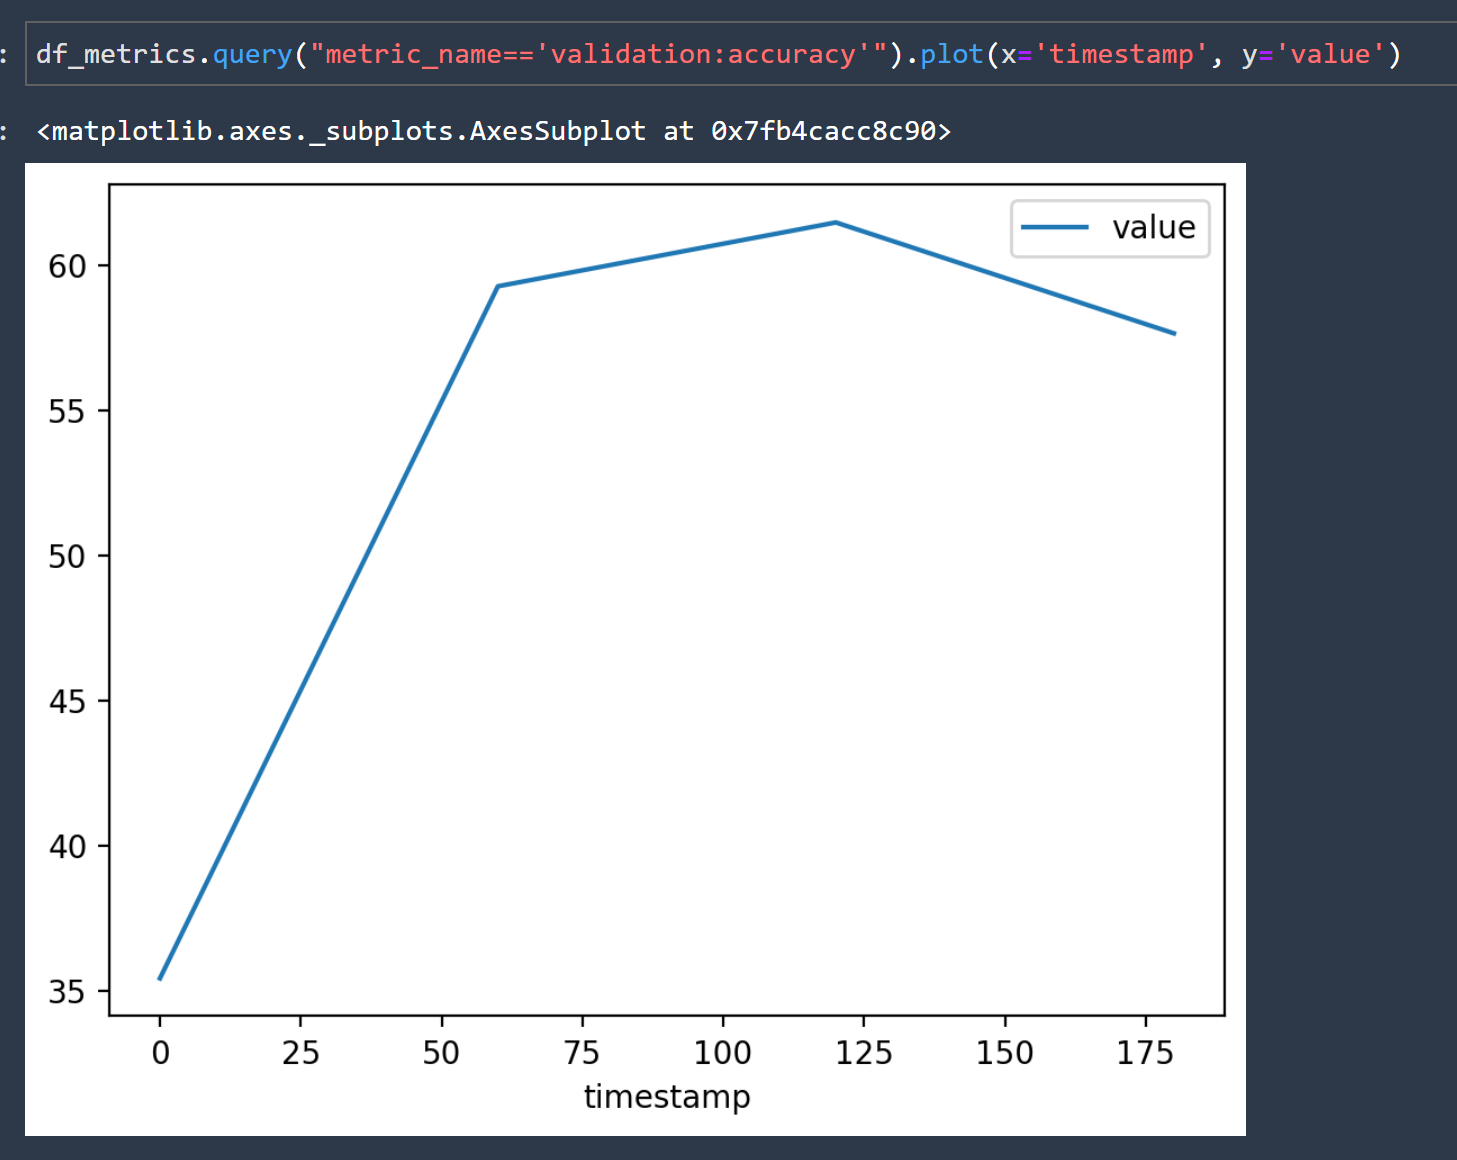 : df_metrics.query("metric_name=='validation:accuracy'").plot(x='timestamp', y='value')
: <matplotlib.axes._subplots.AxesSubplot at 0x7fb4cacc8c90>
value
60
55
50
45
40
35
0 25 50 75 100 125 150 175
timestamp